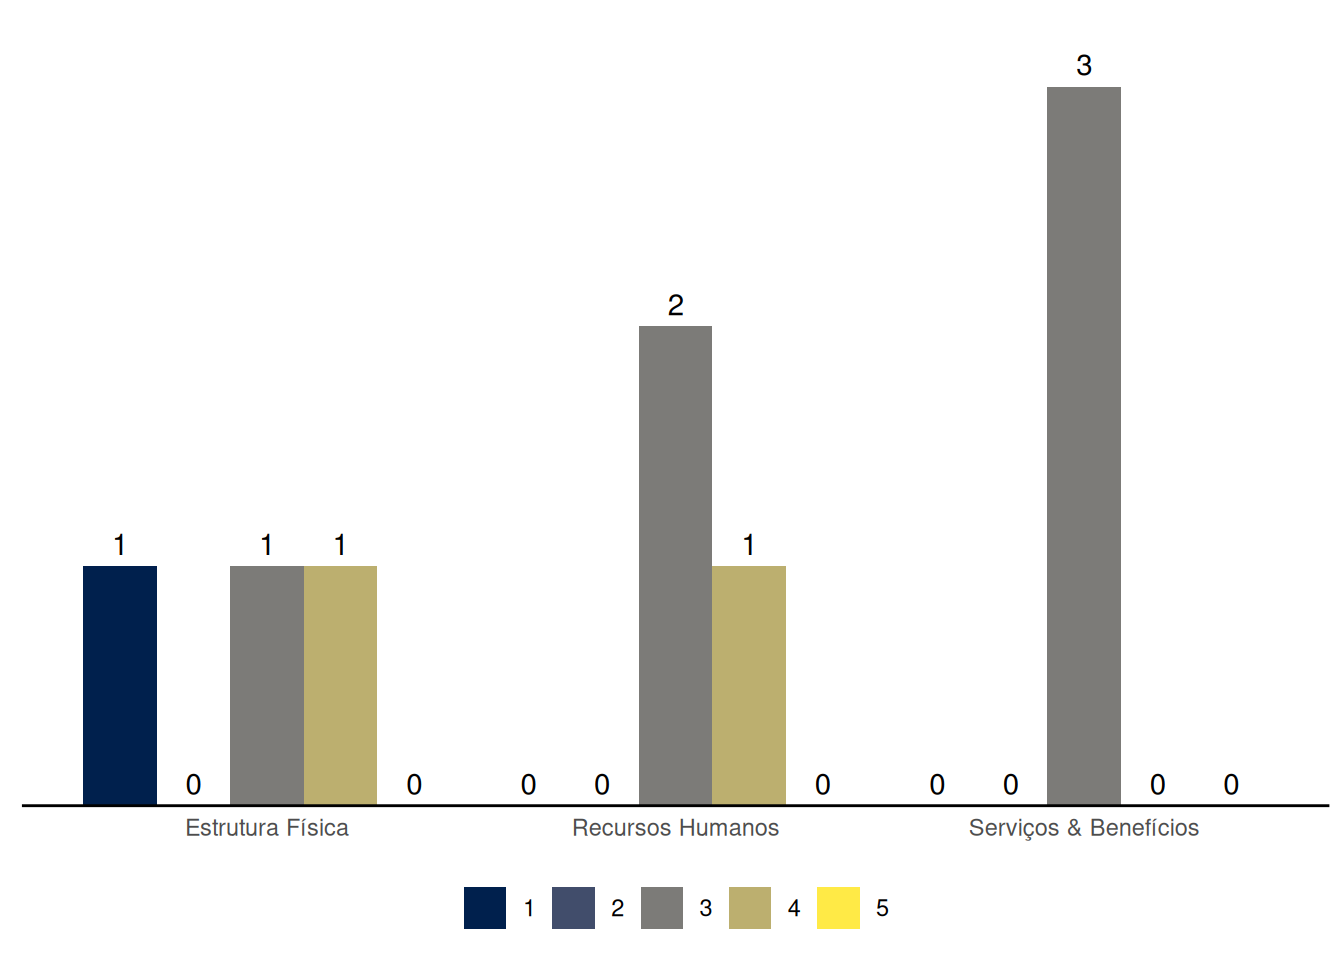 3
2
1 1 1 1
0 0 0 0 0 0 0 0 0
Estrutura Física Recursos Humanos Serviços & Benefícios
1 2 3 4 5